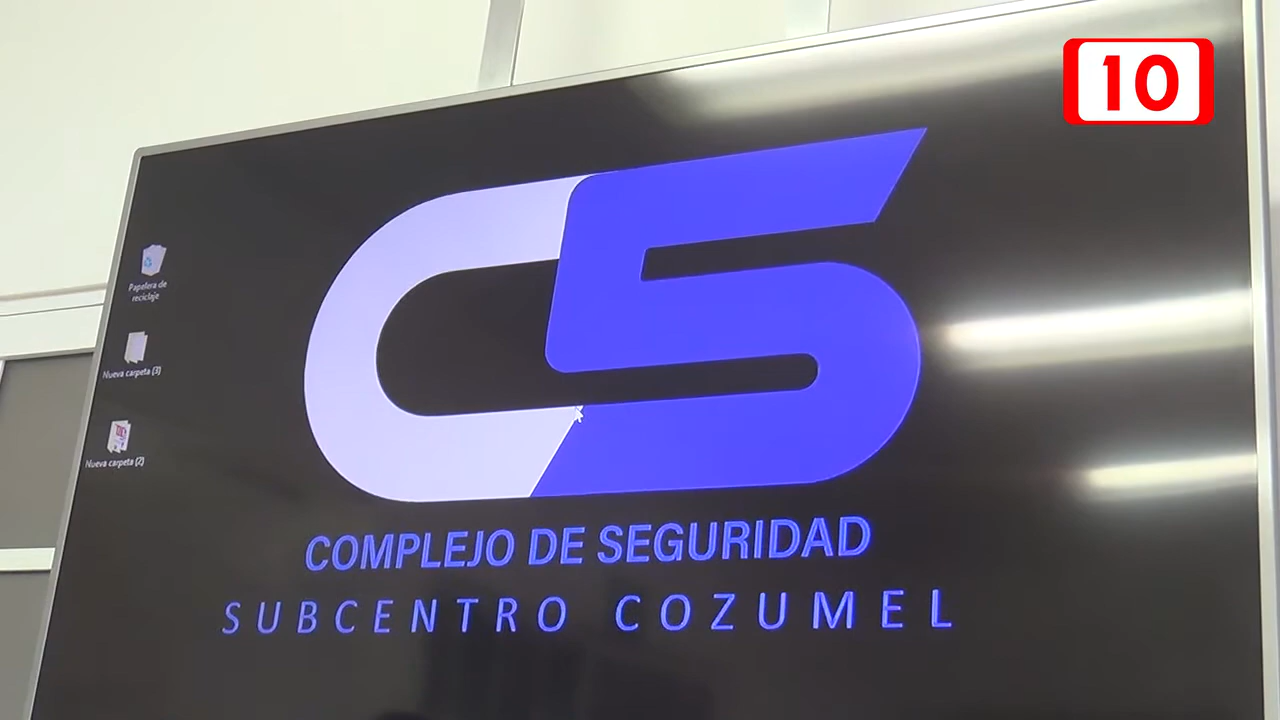 10
C5
Papelera de
reciclaje
Nueva carpeta (3)
Nueva carpeta (2)
COMPLEJO DE SEGURIDAD
SUBCENTRO COZUMEL